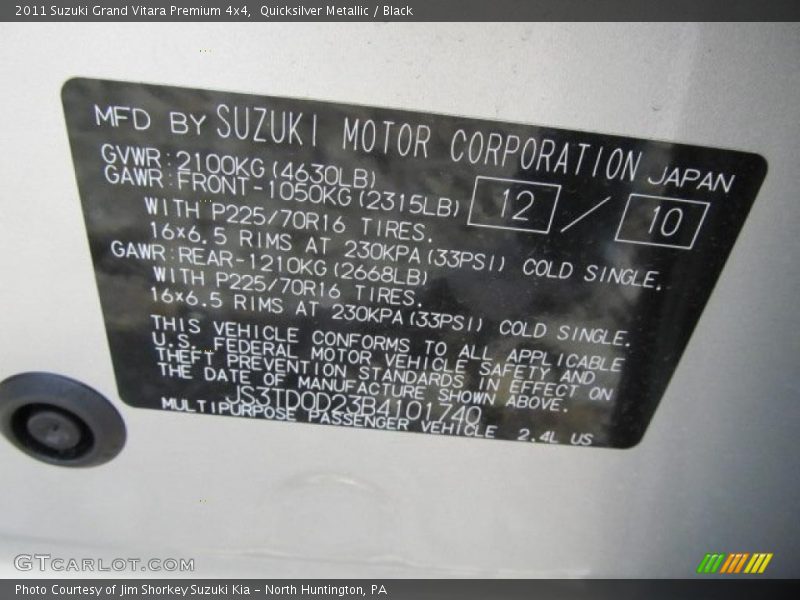 2011 Suzuki Grand Vitara Premium 4x4,  Quicksilver Metallic / Black
MFD BY SUZUKI MOTOR CORPORATION JAPAN
GVWR:2100KG(4630LB)
GAWR:FRONT-1050KG(2315LB) 12 / 10
WITH P225/70R16 TIRES.
16×6.5 RIMS AT 230KPA(33PSI) COLD SINGLE.
GAWR:REAR-1210KG(2668LB)
WITH P225/70R16 TIRES.
16×6.5 RIMS AT 230KPA(33PSI) COLD SINGLE.
THIS VEHICLE CONFORMS TO ALL APPLICABLE
U.S. FEDERAL MOTOR VEHICLE SAFETY AND
THEFT PREVENTION STANDARDS IN EFFECT ON
THE DATE OF MANUFACTURE SHOWN ABOVE.
JS3TD0D23B4101740
MULTIPURPOSE PASSENGER VEHICLE 2.4L US
GTCARLOT.COM
Photo Courtesy of Jim Shorkey Suzuki Kia – North Huntington, PA